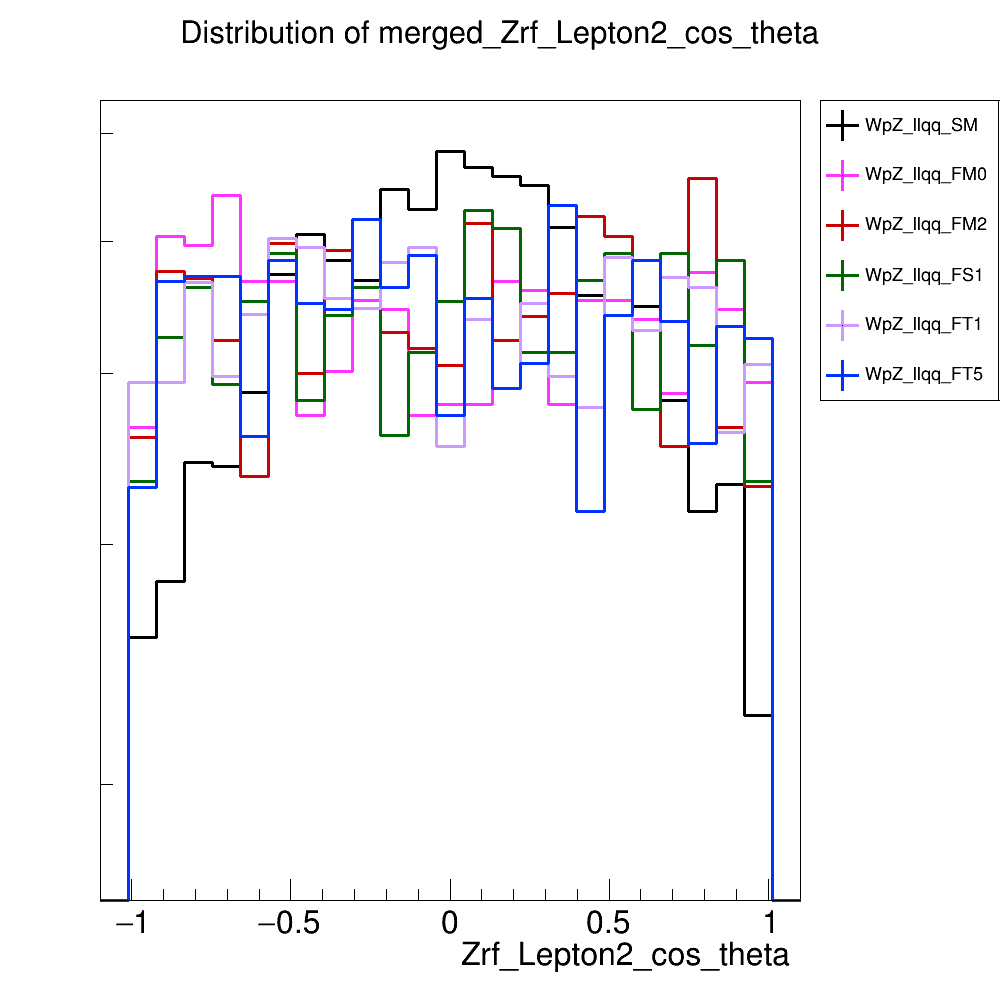 Distribution of merged_Zrf_Lepton2_cos_theta
WpZ_llqq_SM
WpZ_llqq_FM0
WpZ_llqq_FM2
WpZ_llqq_FS1
WpZ_llqq_FT1
WpZ_llqq_FT5
−1 −0.5 0 0.5 1
Zrf_Lepton2_cos_theta